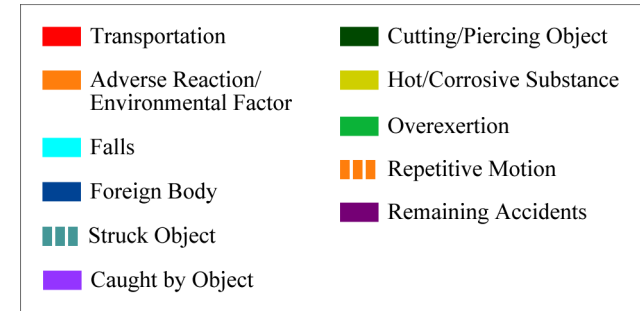 Transportation
Adverse Reaction/
Environmental Factor
Falls
Foreign Body
Struck Object
Caught by Object
Cutting/Piercing Object
Hot/Corrosive Substance
Overexertion
Repetitive Motion
Remaining Accidents